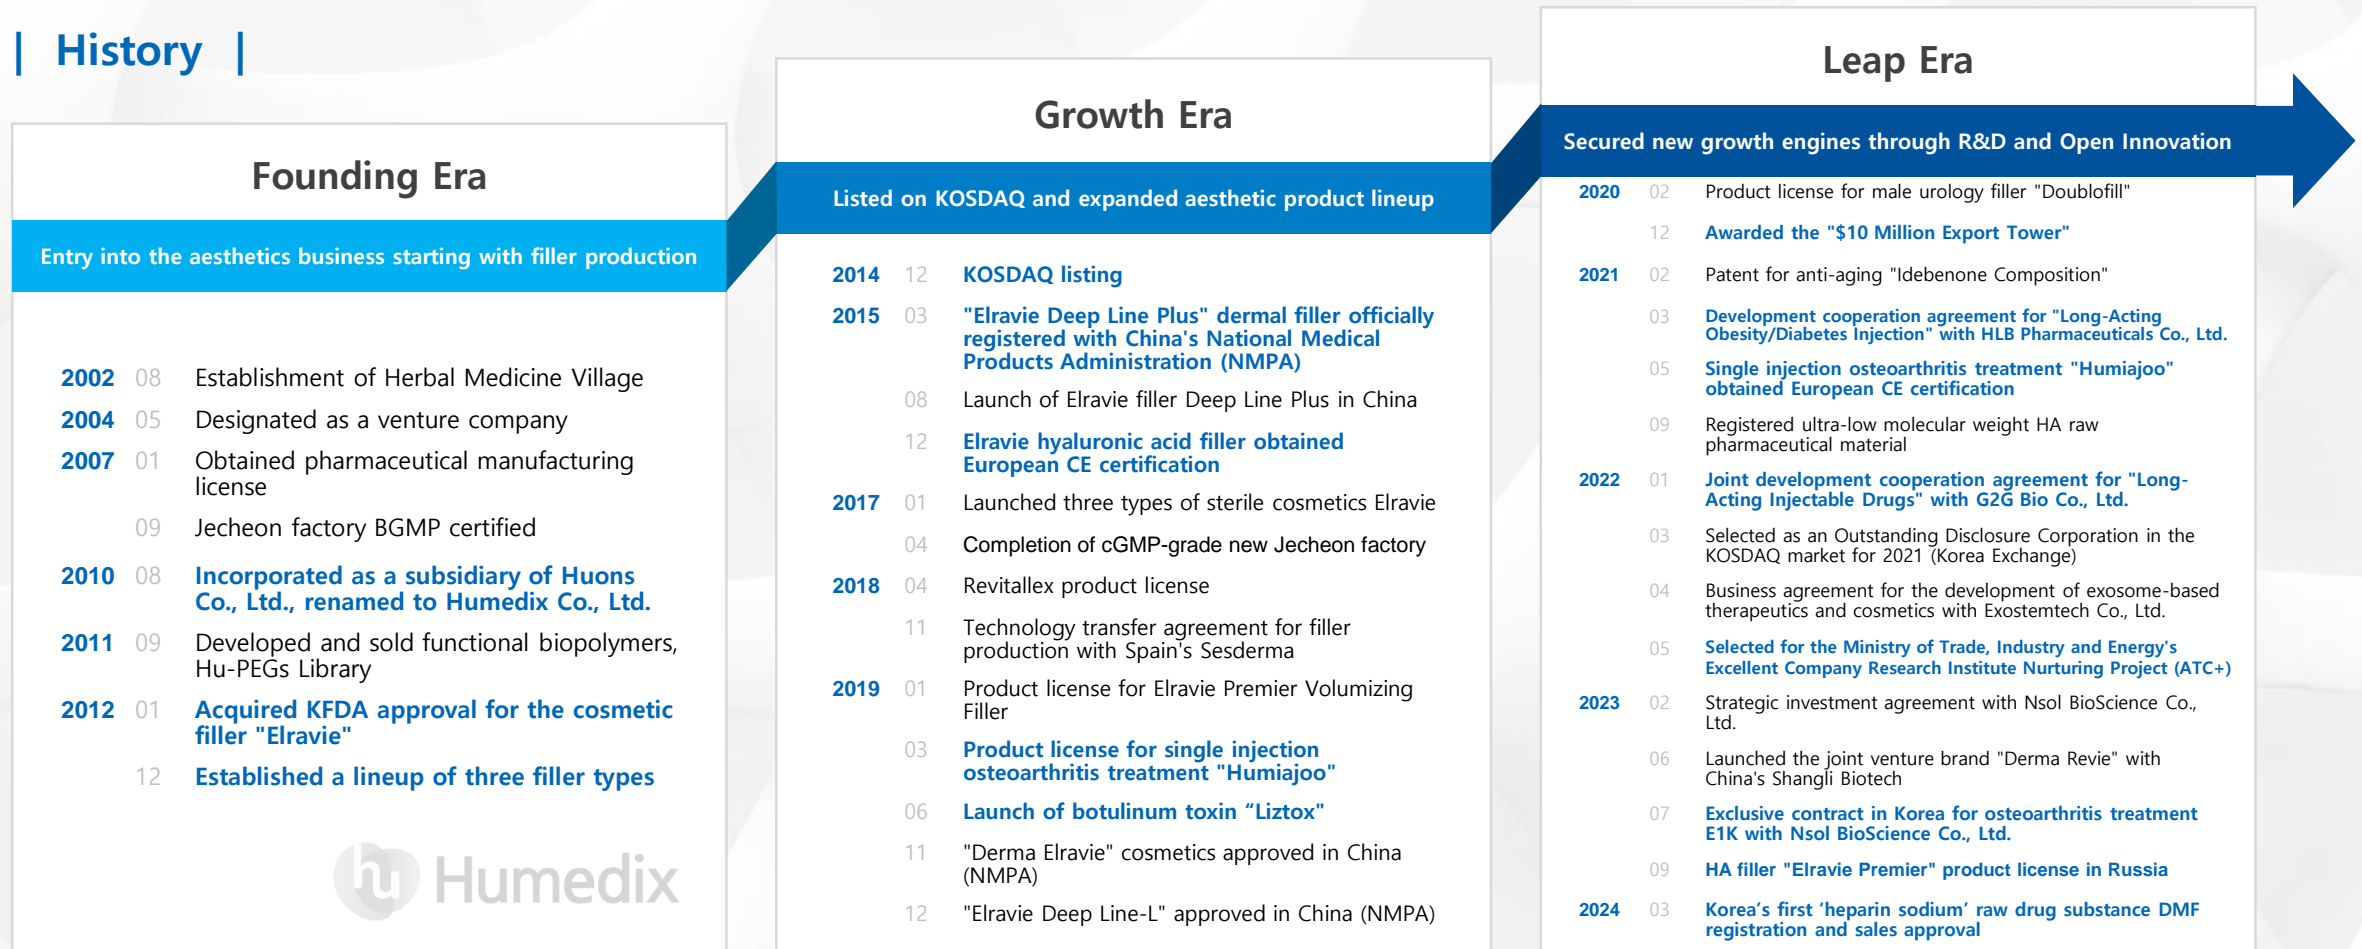 | History |
Founding Era
Entry into the aesthetics business starting with filler production
2002 08 Establishment of Herbal Medicine Village
2004 05 Designated as a venture company
2007 01 Obtained pharmaceutical manufacturing
license
09 Jecheon factory BGMP certified
2010 08 Incorporated as a subsidiary of Huons
Co., Ltd., renamed to Humedix Co., Ltd.
2011 09 Developed and sold functional biopolymers,
Hu-PEGs Library
2012 01 Acquired KFDA approval for the cosmetic
filler "Elravie"
12 Established a lineup of three filler types
hu Humedix
Growth Era
Listed on KOSDAQ and expanded aesthetic product lineup
2014 12 KOSDAQ listing
2015 03 "Elravie Deep Line Plus" dermal filler officially
registered with China's National Medical
Products Administration (NMPA)
08 Launch of Elravie filler Deep Line Plus in China
12 Elravie hyaluronic acid filler obtained
European CE certification
2017 01 Launched three types of sterile cosmetics Elravie
04 Completion of cGMP-grade new Jecheon factory
2018 04 Revitallex product license
11 Technology transfer agreement for filler
production with Spain's Sesderma
2019 01 Product license for Elravie Premier Volumizing
Filler
03 Product license for single injection
osteoarthritis treatment "Humiajoo"
06 Launch of botulinum toxin “Liztox"
11 "Derma Elravie" cosmetics approved in China
(NMPA)
12 "Elravie Deep Line-L" approved in China (NMPA)
Leap Era
Secured new growth engines through R&D and Open Innovation
2020 02 Product license for male urology filler "Doublofill"
12 Awarded the "$10 Million Export Tower"
2021 02 Patent for anti-aging "Idebenone Composition"
03 Development cooperation agreement for "Long-Acting
Obesity/Diabetes Injection" with HLB Pharmaceuticals Co., Ltd.
05 Single injection osteoarthritis treatment "Humiajoo"
obtained European CE certification
09 Registered ultra-low molecular weight HA raw
pharmaceutical material
2022 01 Joint development cooperation agreement for "Long-
Acting Injectable Drugs" with G2G Bio Co., Ltd.
03 Selected as an Outstanding Disclosure Corporation in the
KOSDAQ market for 2021 (Korea Exchange)
04 Business agreement for the development of exosome-based
therapeutics and cosmetics with Exostemtech Co., Ltd.
05 Selected for the Ministry of Trade, Industry and Energy's
Excellent Company Research Institute Nurturing Project (ATC+)
2023 02 Strategic investment agreement with Nsol BioScience Co.,
Ltd.
06 Launched the joint venture brand "Derma Revie" with
China's Shangli Biotech
07 Exclusive contract in Korea for osteoarthritis treatment
E1K with Nsol BioScience Co., Ltd.
09 HA filler "Elravie Premier" product license in Russia
2024 03 Korea’s first ‘heparin sodium’ raw drug substance DMF
registration and sales approval